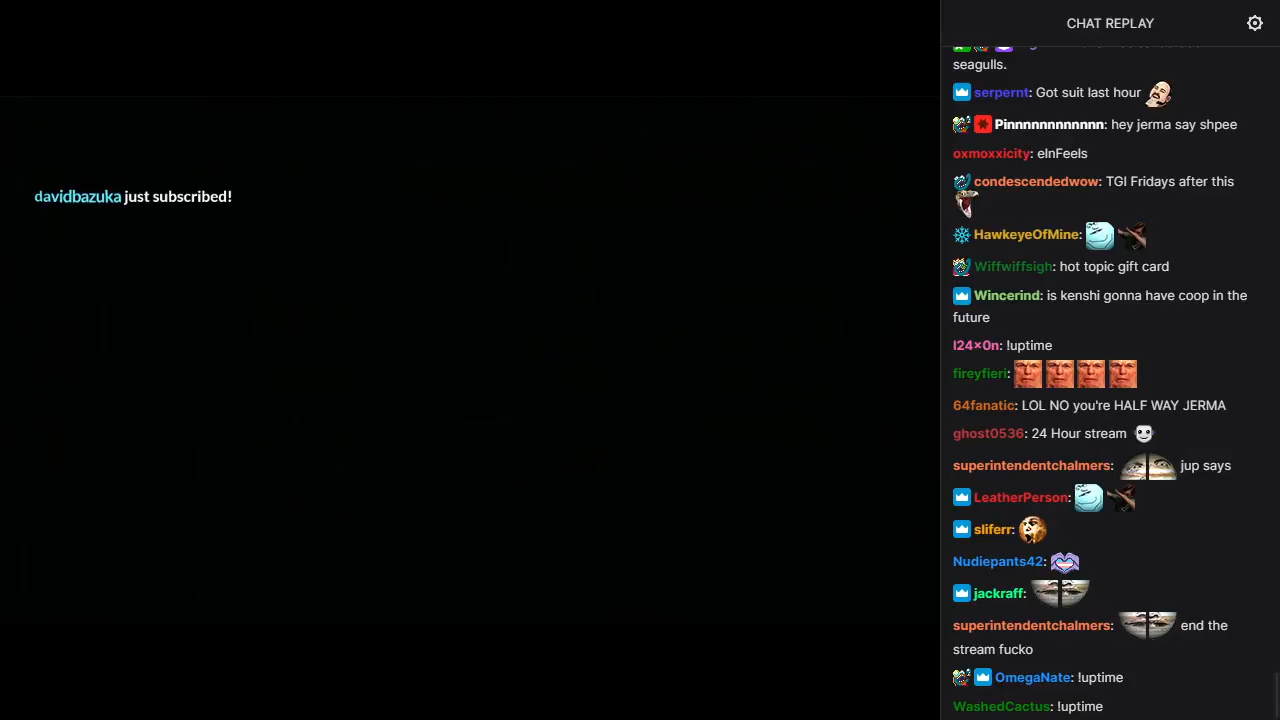 CHAT REPLAY
seagulls.
serpernt: Got suit last hour
Pinnnnnnnnnnnn: hey jerma say shpee
davidbazuka just subscribed!
oxmoxxicity: elnFeels
condescendedwow: TGI Fridays after this
HawkeyeOfMine:
Wiffwiffsigh: hot topic gift card
Wincerind: is kenshi gonna have coop in the
future
l24x0n: !uptime
fireyfieri:
64fanatic: LOL NO you're HALF WAY JERMA
ghost0536: 24 Hour stream
superintendentchalmers: jup says
LeatherPerson:
sliferr:
Nudiepants42:
jackraff:
superintendentchalmers: end the
stream fucko
OmegaNate: !uptime
WashedCactus: !uptime